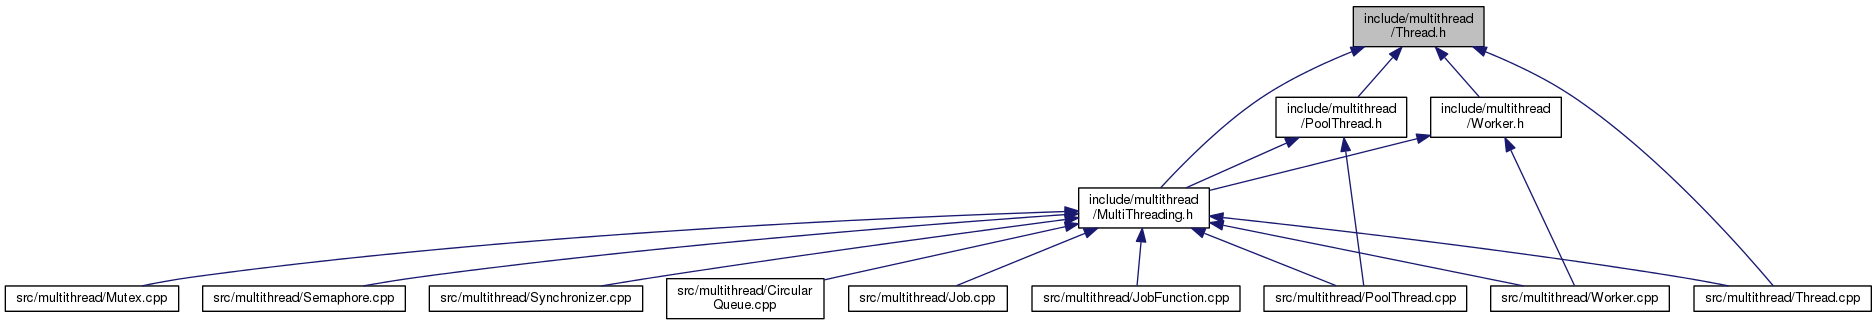 include/multithread
/Thread.h
include/multithread
/PoolThread.h
include/multithread
/Worker.h
include/multithread
/MultiThreading.h
src/multithread/Mutex.cpp
src/multithread/Semaphore.cpp
src/multithread/Synchronizer.cpp
src/multithread/Circular
Queue.cpp
src/multithread/Job.cpp
src/multithread/JobFunction.cpp
src/multithread/PoolThread.cpp
src/multithread/Worker.cpp
src/multithread/Thread.cpp